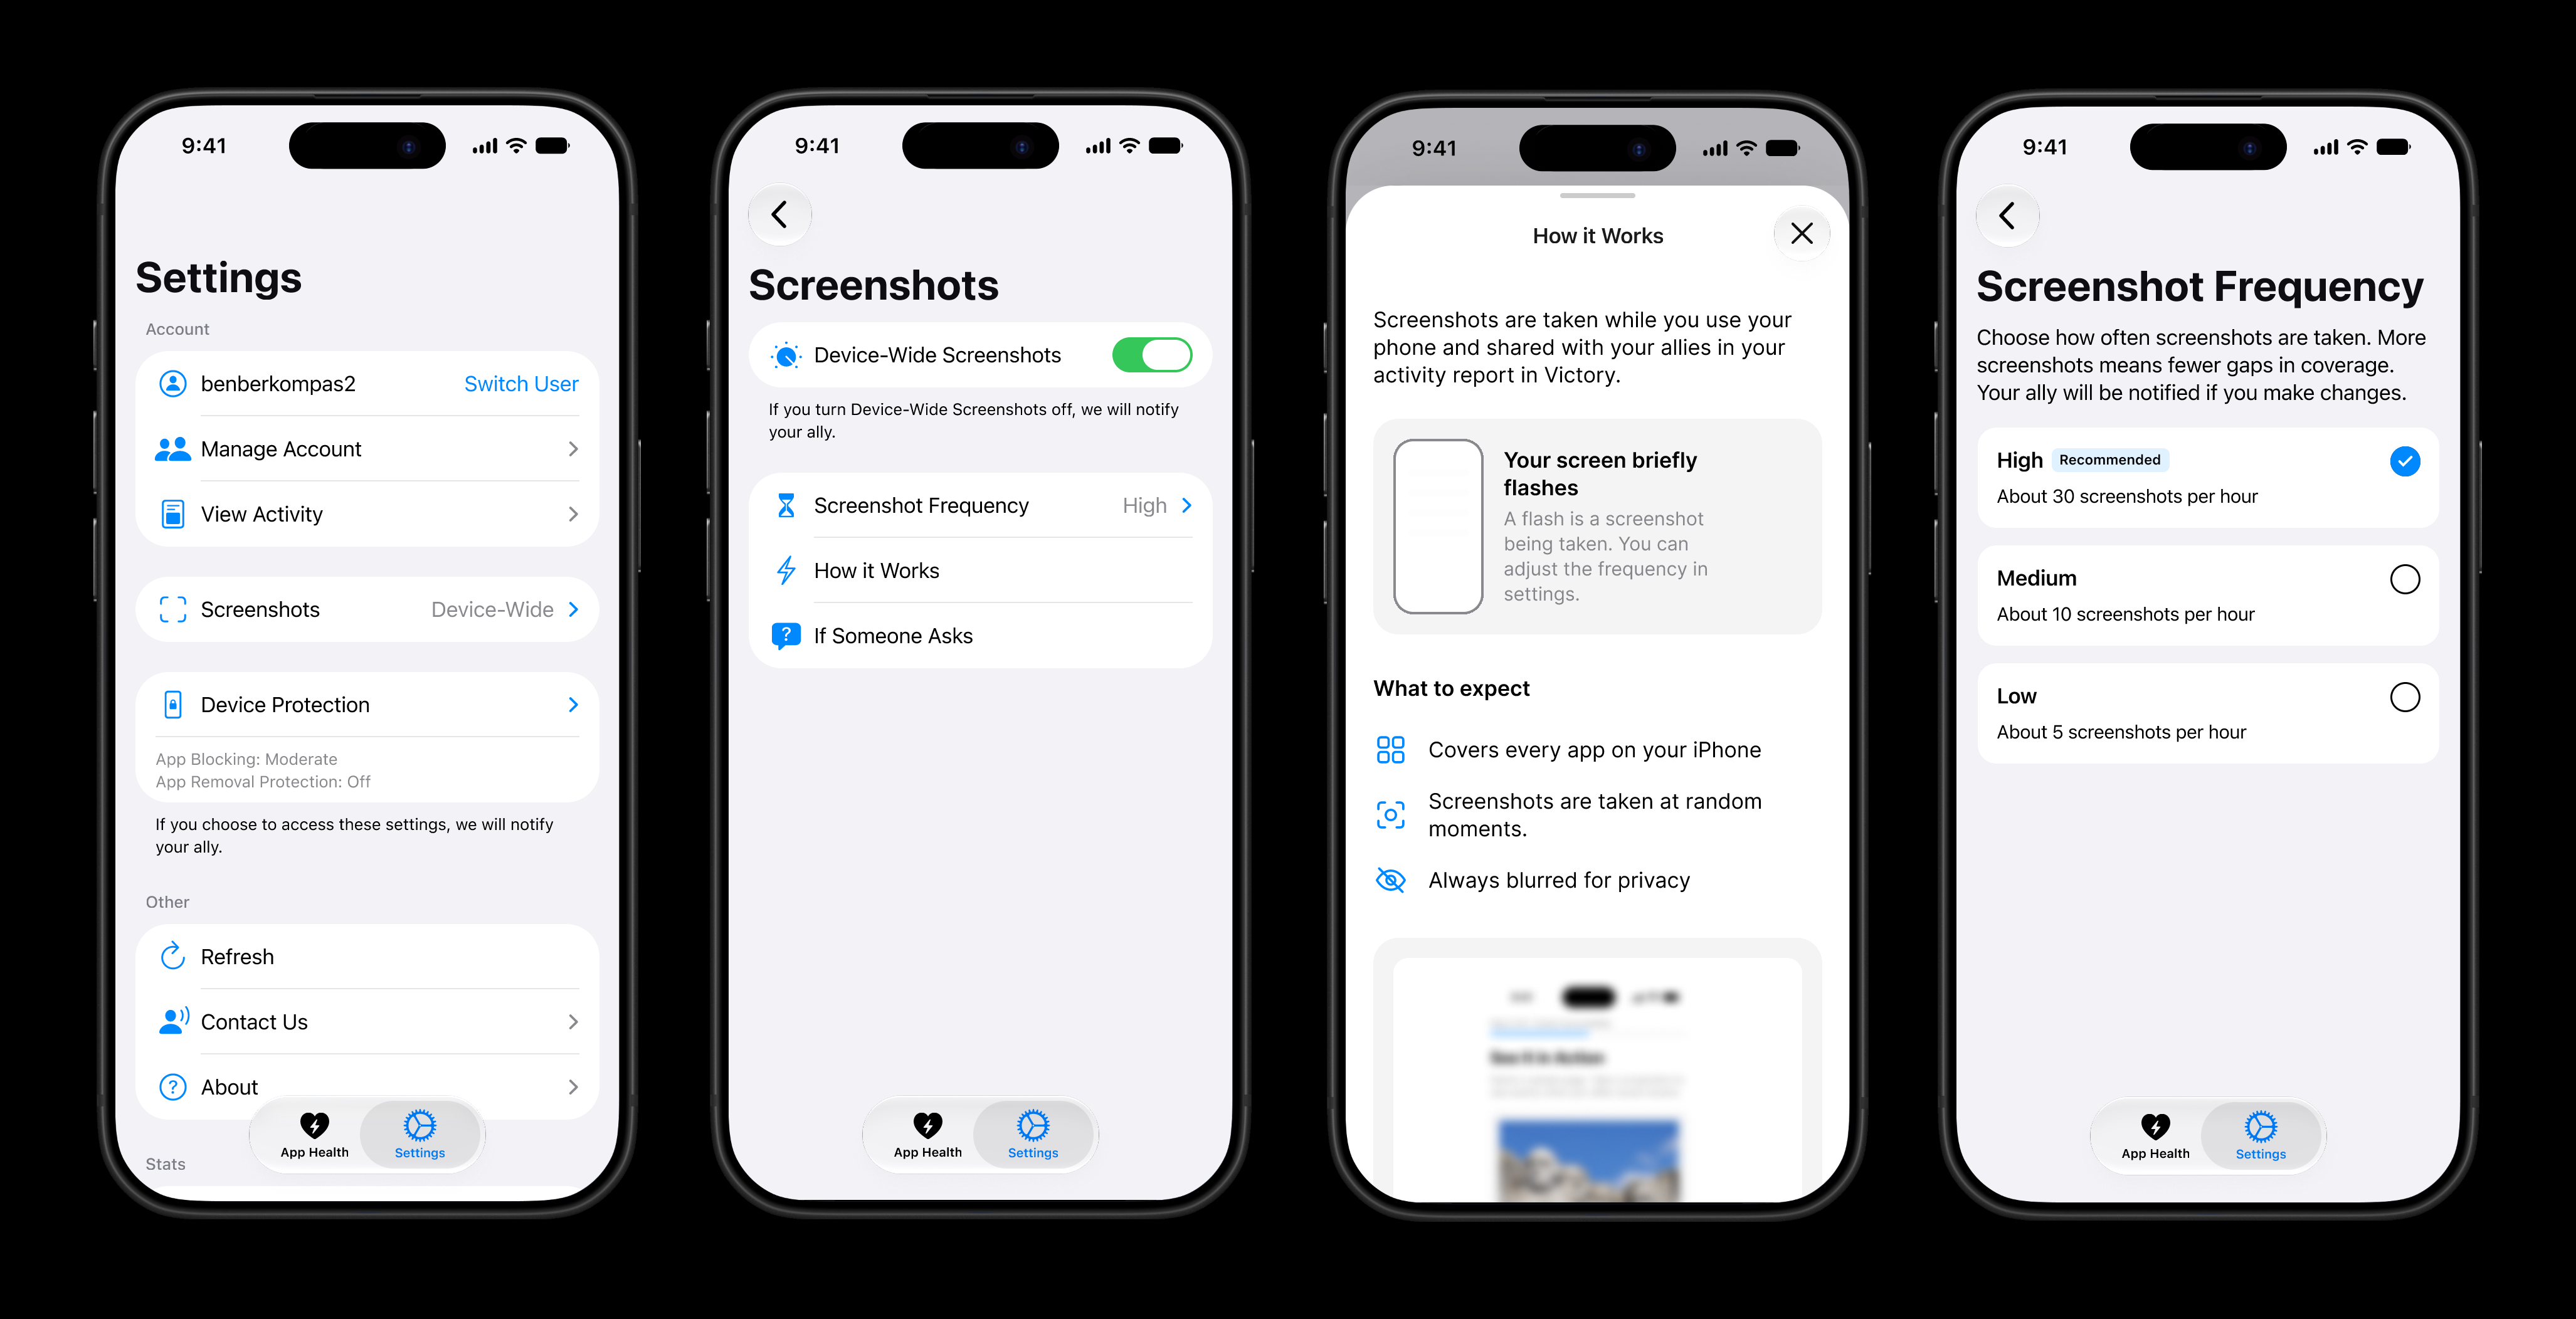 9:41
Settings
Account
benberkompas2
Switch User
Manage Account
View Activity
Screenshots
Device-Wide
Device Protection
App Blocking: Moderate
App Removal Protection: Off
If you choose to access these settings, we will notify
your ally.
Other
Refresh
Contact Us
About
Stats
App Health
Settings
9:41
Screenshots
Device-Wide Screenshots
If you turn Device-Wide Screenshots off, we will notify
your ally.
Screenshot Frequency
High
How it Works
If Someone Asks
App Health
Settings
9:41
How it Works
Screenshots are taken while you use your
phone and shared with your allies in your
activity report in Victory.
Your screen briefly
flashes
A flash is a screenshot
being taken. You can
adjust the frequency in
settings.
What to expect
Covers every app on your iPhone
Screenshots are taken at random
moments.
Always blurred for privacy
See it in Action
9:41
Screenshot Frequency
Choose how often screenshots are taken. More
screenshots means fewer gaps in coverage.
Your ally will be notified if you make changes.
High
Recommended
About 30 screenshots per hour
Medium
About 10 screenshots per hour
Low
About 5 screenshots per hour
App Health
Settings